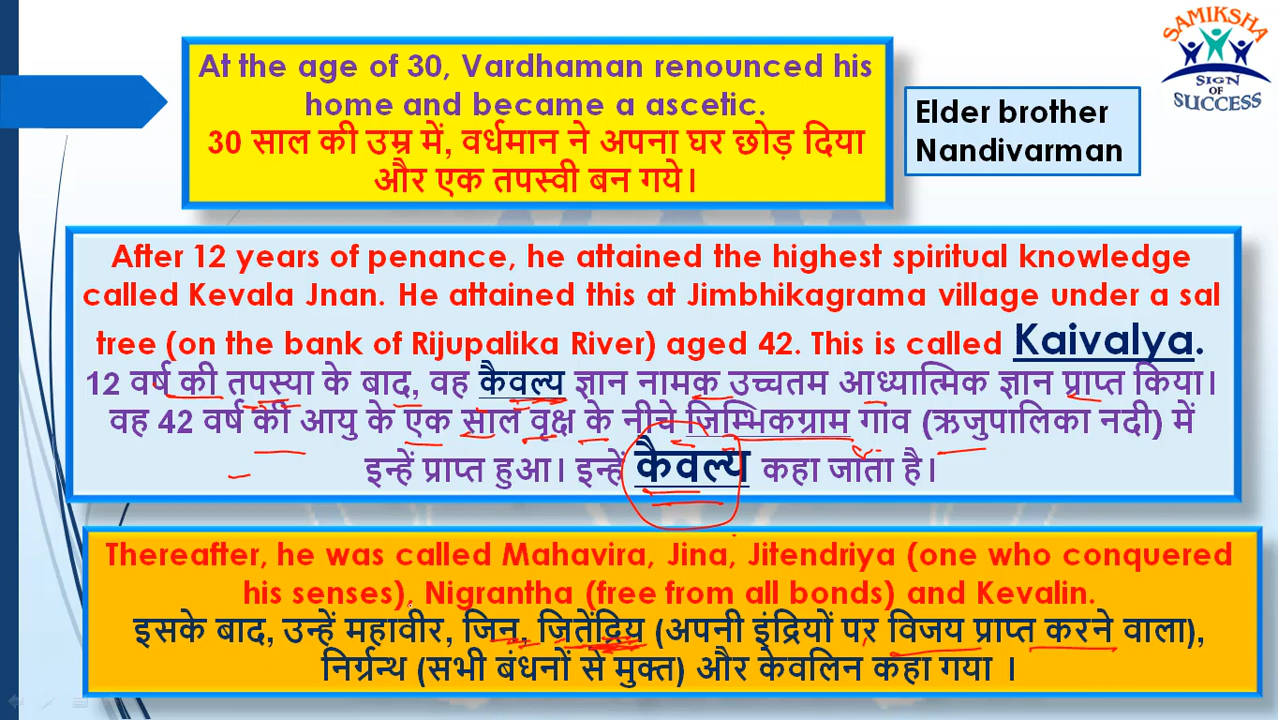 At the age of 30, Vardhaman renounced his
home and became a ascetic.
30 साल की उम्र में, वर्धमान ने अपना घर छोड़ दिया
और एक तपस्वी बन गये।
Elder brother
Nandivarman
SAMIKSHA
SIGN
OF
SUCCESS
After 12 years of penance, he attained the highest spiritual knowledge
called Kevala Jnan. He attained this at Jimbhikagrama village under a sal
tree (on the bank of Rijupalika River) aged 42. This is called Kaivalya.
12 वर्ष की तपस्या के बाद, वह कैवल्य ज्ञान नामक उच्चतम आध्यात्मिक ज्ञान प्राप्त किया।
वह 42 वर्ष की आयु के एक साल वृक्ष के नीचे जिम्भिकग्राम गांव (ऋजुपालिका नदी) में
इन्हें प्राप्त हुआ। इन्हें कैवल्य कहा जाता है।
Thereafter, he was called Mahavira, Jina, Jitendriya (one who conquered
his senses), Nigrantha (free from all bonds) and Kevalin.
इसके बाद, उन्हें महावीर, जिन, जितेंद्रिय (अपनी इंद्रियों पर विजय प्राप्त करने वाला),
निर्ग्रन्थ (सभी बंधनों से मुक्त) और केवलिन कहा गया ।